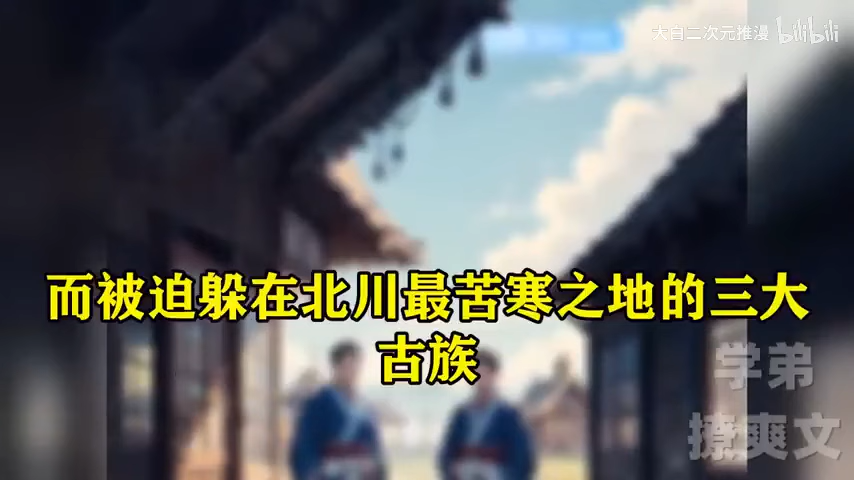 大白二次元推漫 bilibili
而被迫躲在北川最苦寒之地的三大
古族
学弟
撩爽文